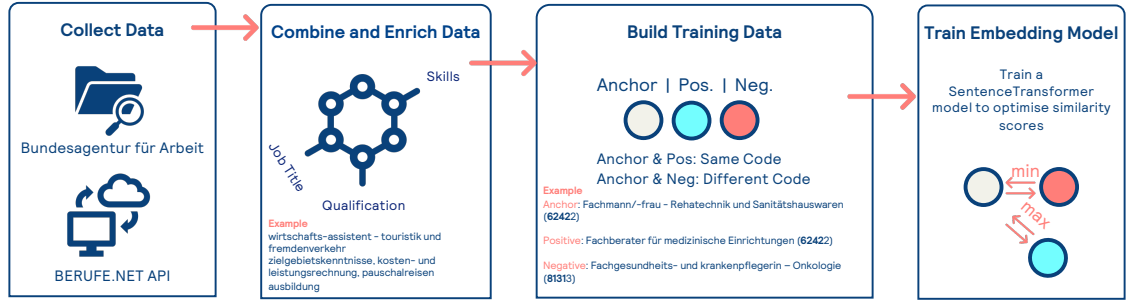 Collect Data
Bundesagentur für Arbeit
BERUFE.NET API
Combine and Enrich Data
Skills
Job Title
Qualification
Example
wirtschafts-assistent - touristik und
fremdenverkehr
zielgebietskenntnisse, kosten- und
leistungsrechnung, pauschalreisen
ausbildung
Build Training Data
Anchor | Pos. | Neg.
Anchor & Pos: Same Code
Anchor & Neg: Different Code
Example
Anchor: Fachmann/-frau - Rehatechnik und Sanitätshauswaren
(62422)
Positive: Fachberater für medizinische Einrichtungen (62422)
Negative: Fachgesundheits- und krankenpflegerin – Onkologie
(81313)
Train Embedding Model
Train a
SentenceTransformer
model to optimise similarity
scores
min
max